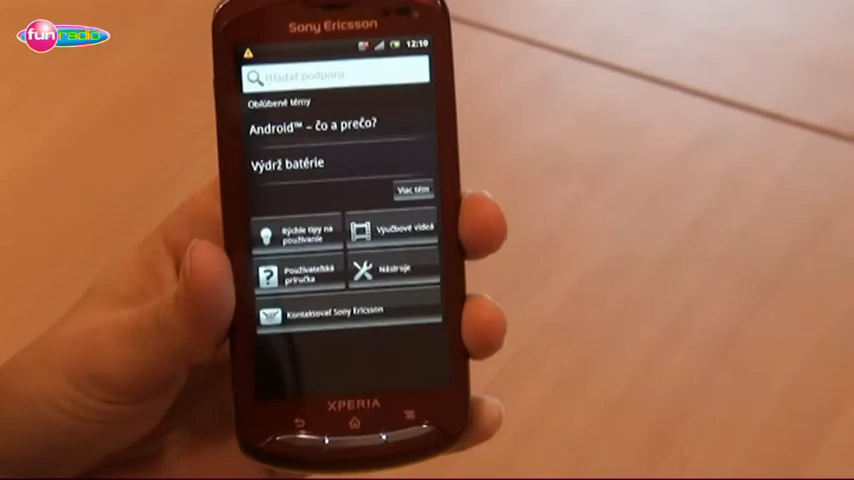 fun radio
Sony Ericsson
12:10
Hľadať podporu
Obľúbené témy
Android™ – čo a prečo?
Výdrž batérie
Viac tém
Rýchle tipy na
používanie
Výučbové videá
Používateľská
príručka
Nástroje
Kontaktovať Sony Ericsson
XPERIA